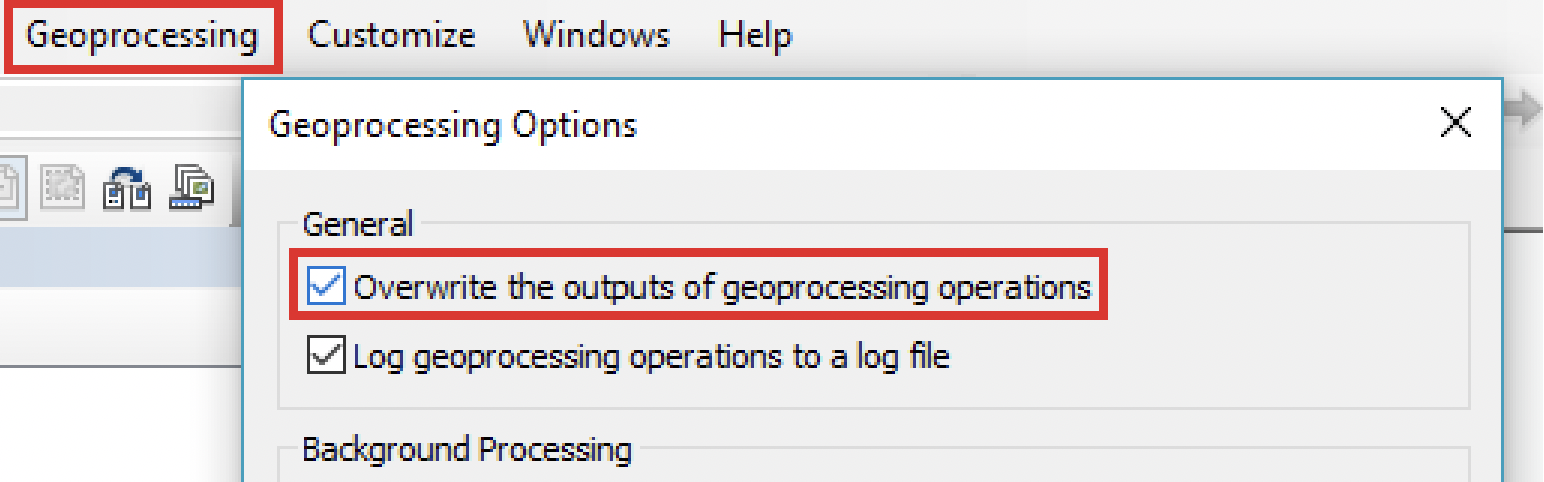 Geoprocessing Customize Windows Help
Geoprocessing Options
General
Overwrite the outputs of geoprocessing operations
Log geoprocessing operations to a log file
Background Processing